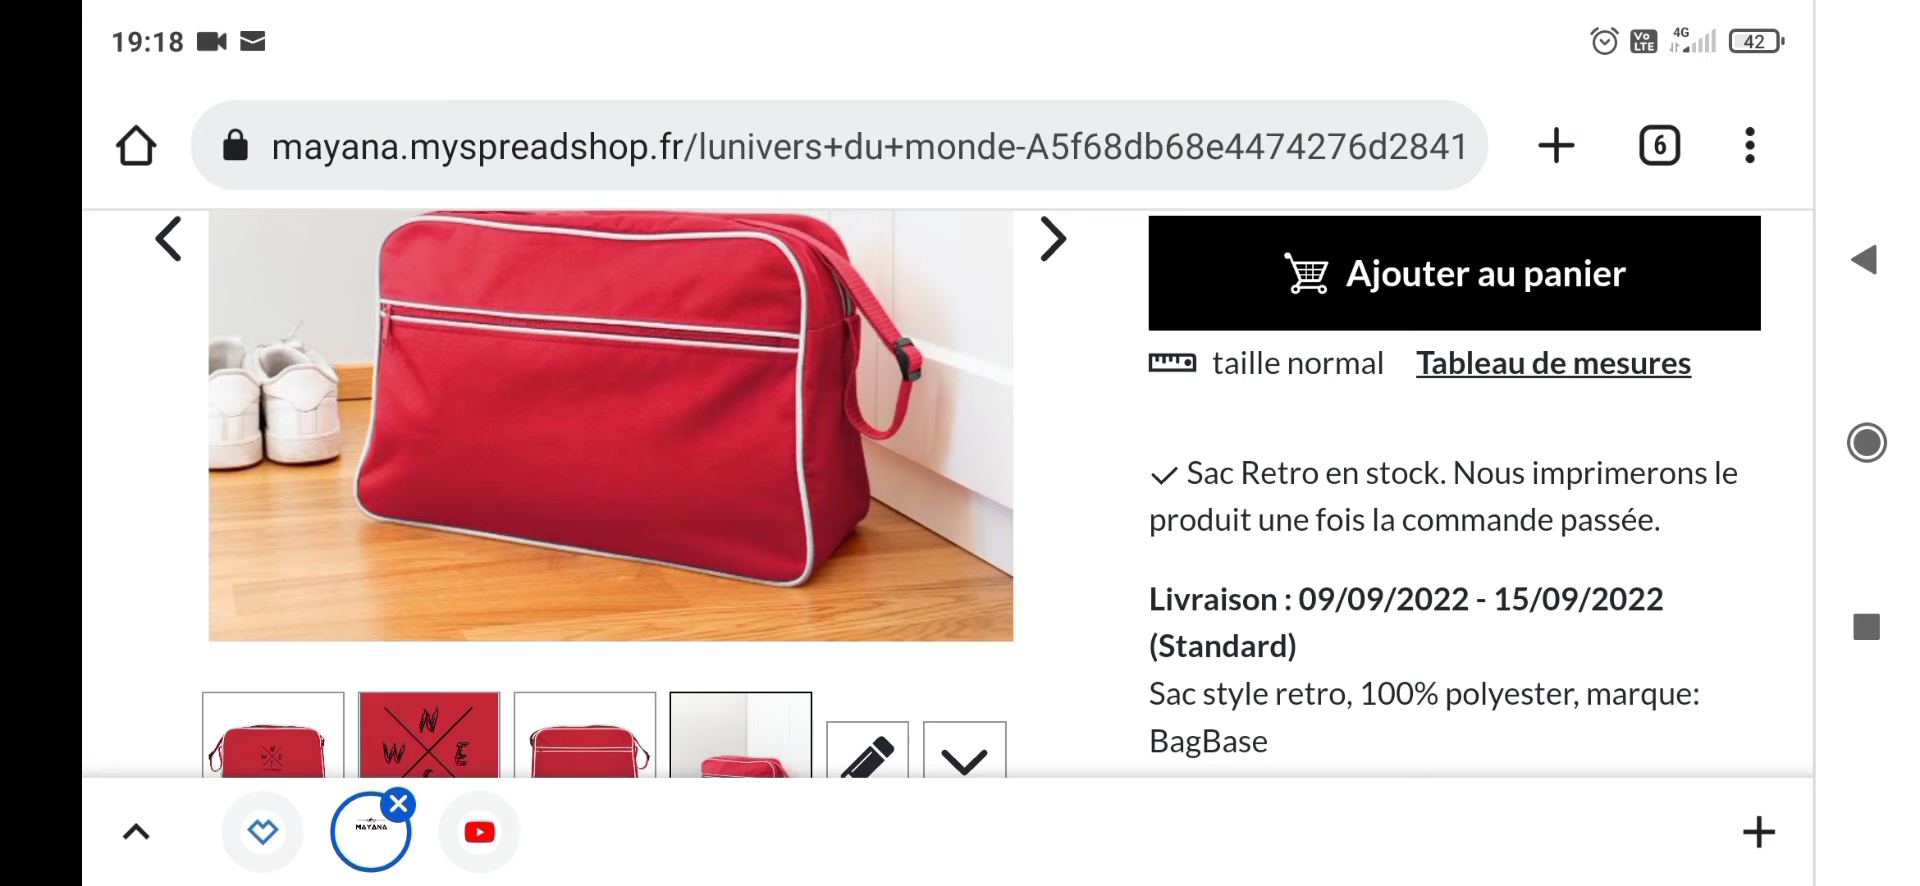 19:18
Vo LTE 4G 42
mayana.myspreadshop.fr/lunivers+du+monde-A5f68db68e4474276d2841
6
Ajouter au panier
taille normal Tableau de mesures
✓ Sac Retro en stock. Nous imprimerons le
produit une fois la commande passée.
Livraison : 09/09/2022 - 15/09/2022
(Standard)
Sac style retro, 100% polyester, marque:
BagBase
N
W E
MAYANA